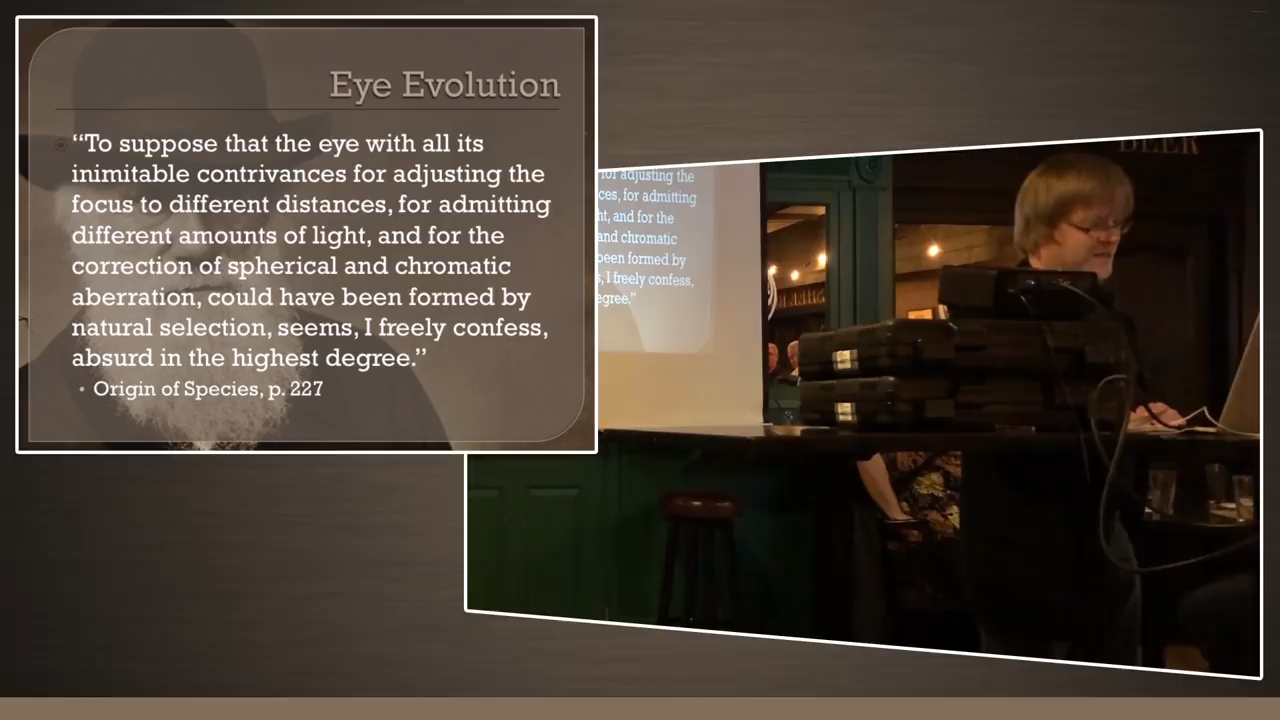 Eye Evolution
“To suppose that the eye with all its
inimitable contrivances for adjusting the
focus to different distances, for admitting
different amounts of light, and for the
correction of spherical and chromatic
aberration, could have been formed by
natural selection, seems, I freely confess,
absurd in the highest degree.”
Origin of Species, p. 227
for adjusting the
ces, for admitting
ht, and for the
and chromatic
been formed by
s, I freely confess,
egree.”
BEER